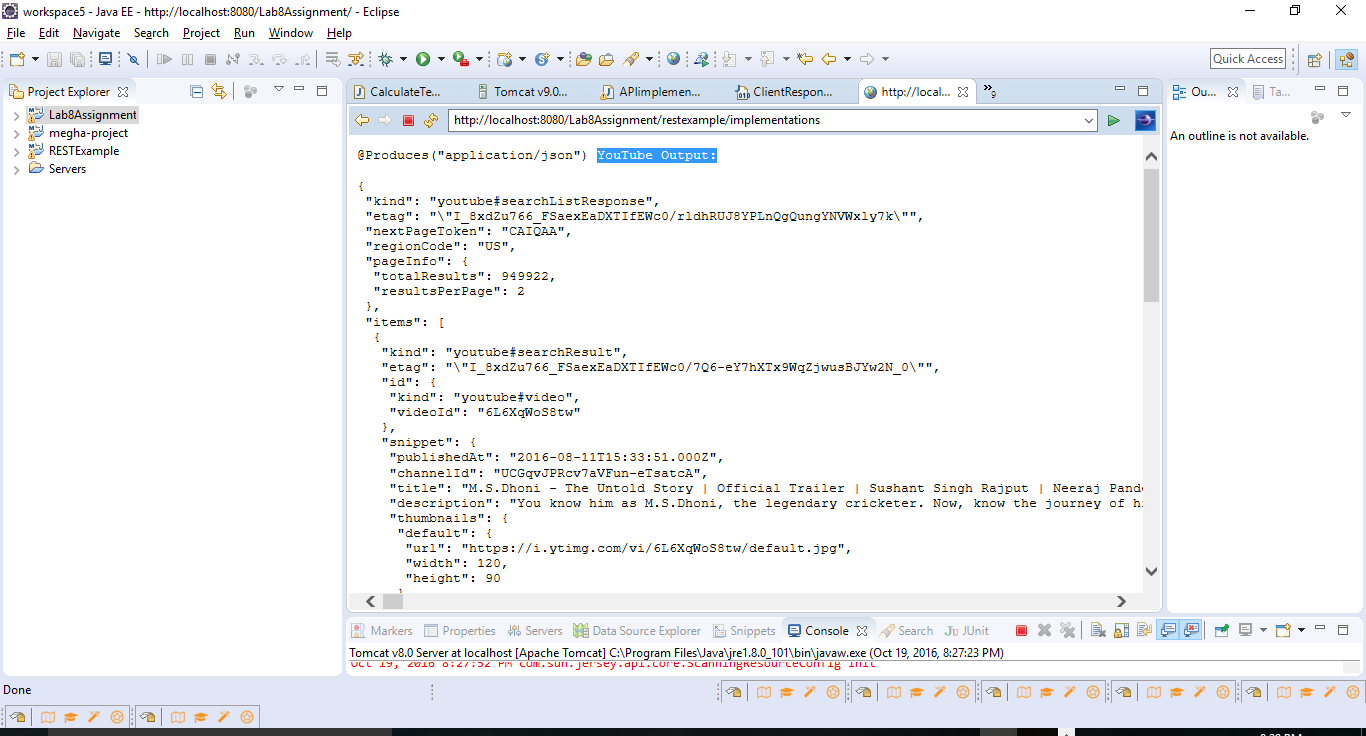 workspace5 - Java EE - http://localhost:8080/Lab8Assignment/ - Eclipse
File Edit Navigate Search Project Run Window Help
Quick Access
Project Explorer
Lab8Assignment
megha-project
RESTExample
Servers
CalculateTe...
Tomcat v9.0...
APIimplemen...
ClientRespon...
http://local...
»9
http://localhost:8080/Lab8Assignment/restexample/implementations
@Produces("application/json") YouTube Output:
{
"kind": "youtube#searchListResponse",
"etag": "\"I_8xdZu766_FSaexEaDXTIfEWc0/rldhRUJ8YPLnQgQungYNVWxly7k\"",
"nextPageToken": "CAIQAA",
"regionCode": "US",
"pageInfo": {
"totalResults": 949922,
"resultsPerPage": 2
},
"items": [
{
"kind": "youtube#searchResult",
"etag": "\"I_8xdZu766_FSaexEaDXTIfEWc0/7Q6-eY7hXTx9WqZjwusBJYw2N_0\"",
"id": {
"kind": "youtube#video",
"videoId": "6L6XqWoS8tw"
},
"snippet": {
"publishedAt": "2016-08-11T15:33:51.000Z",
"channelId": "UCGqvJPRcv7aVFun-eTsatcA",
"title": "M.S.Dhoni - The Untold Story | Official Trailer | Sushant Singh Rajput | Neeraj Pand
"description": "You know him as M.S.Dhoni, the legendary cricketer. Now, know the journey of h
"thumbnails": {
"default": {
"url": "https://i.ytimg.com/vi/6L6XqWoS8tw/default.jpg",
"width": 120,
"height": 90
}
Ou...
Ta...
An outline is not available.
Markers Properties Servers Data Source Explorer Snippets Console Search JUnit
Tomcat v8.0 Server at localhost [Apache Tomcat] C:\Program Files\Java\jre1.8.0_101\bin\javaw.exe (Oct 19, 2016, 8:27:23 PM)
Oct 19, 2016 8:27:52 PM com.sun.jersey.api.core.ScanningResourceConfig init
Done